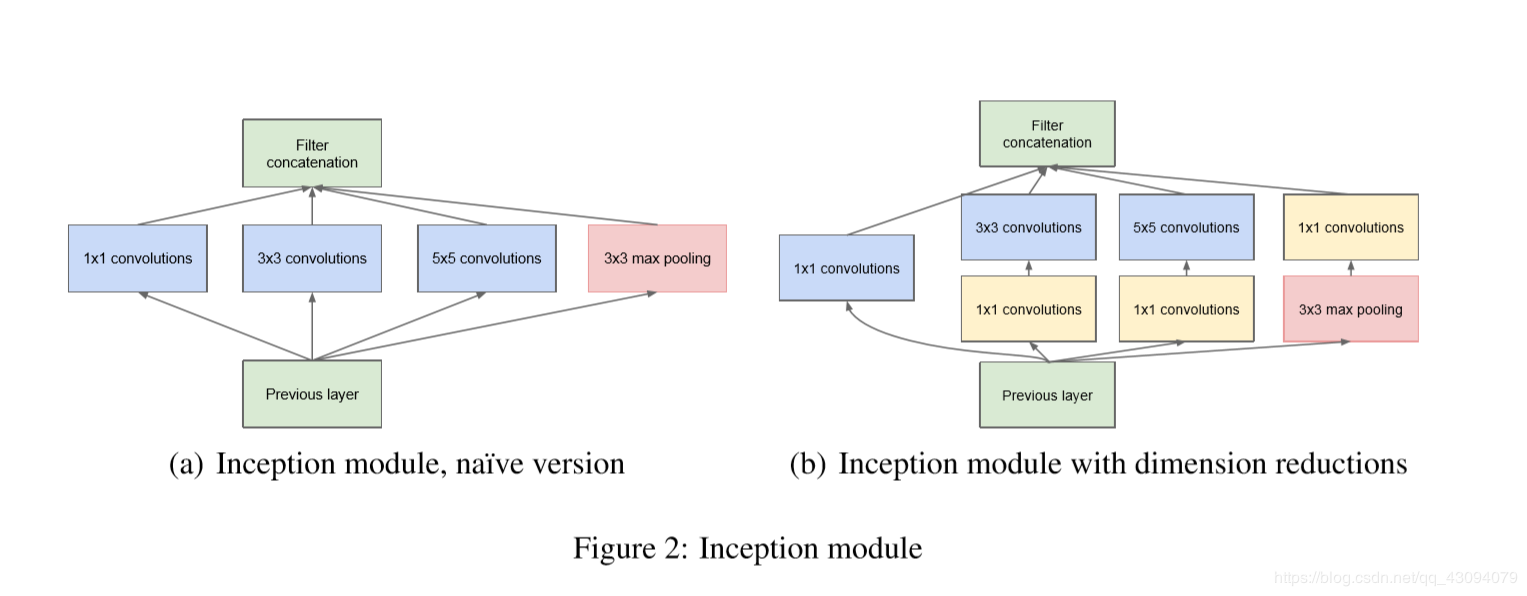 Filter
concatenation
1x1 convolutions
3x3 convolutions
5x5 convolutions
3x3 max pooling
Previous layer
(a) Inception module, naïve version
Filter
concatenation
3x3 convolutions
5x5 convolutions
1x1 convolutions
1x1 convolutions
1x1 convolutions
1x1 convolutions
3x3 max pooling
Previous layer
(b) Inception module with dimension reductions
Figure 2: Inception module
https://blog.csdn.net/qq_43094079